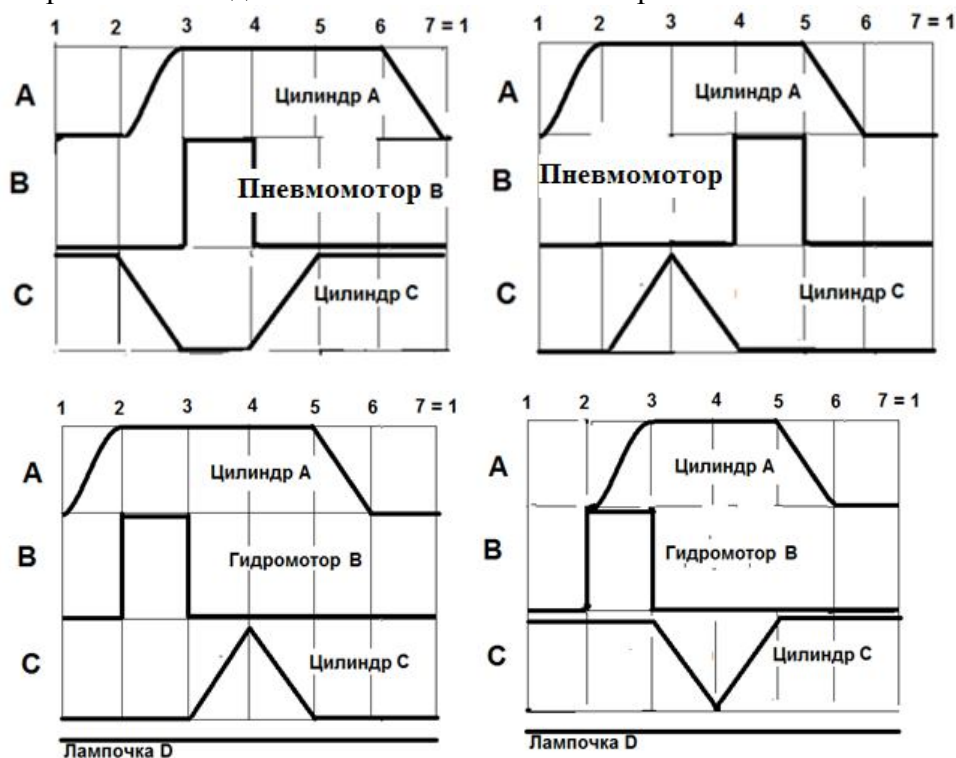 1 2 3 4 5 6 7 = 1
A
Цилиндр А
B
Пневмомотор В
C
Цилиндр С
1 2 3 4 5 6 7 = 1
A
Цилиндр А
B
Пневмомотор
C
Цилиндр С
1 2 3 4 5 6 7 = 1
A
Цилиндр А
B
Гидромотор В
C
Цилиндр С
Лампочка D
1 2 3 4 5 6 7 = 1
A
Цилиндр А
B
Гидромотор В
C
Цилиндр С
Лампочка D